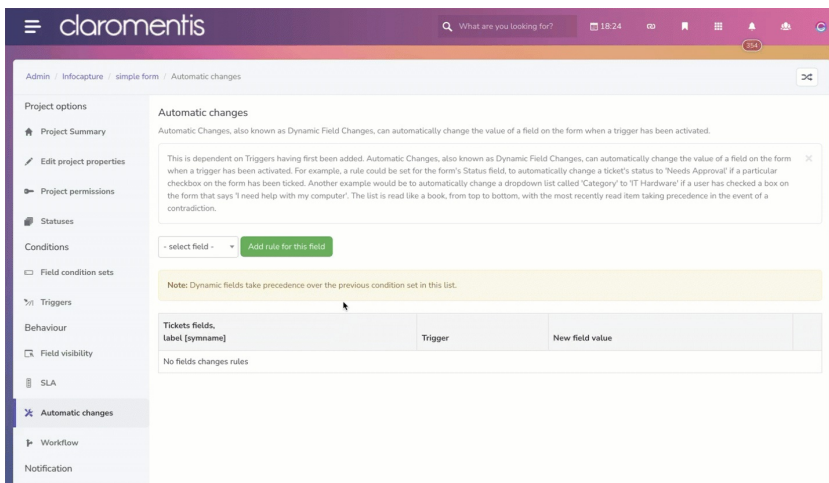 claromentis
What are you looking for?
18:24
354
Admin / Infocapture / simple form / Automatic changes
Project options
Project Summary
Edit project properties
Project permissions
Statuses
Conditions
Field condition sets
Triggers
Behaviour
Field visibility
SLA
Automatic changes
Workflow
Notification
Automatic changes
Automatic Changes, also known as Dynamic Field Changes, can automatically change the value of a field on the form when a trigger has been activated.
This is dependent on Triggers having first been added. Automatic Changes, also known as Dynamic Field Changes, can automatically change the value of a field on the form
when a trigger has been activated. For example, a rule could be set for the form's Status field, to automatically change a ticket's status to 'Needs Approval' if a particular
checkbox on the form has been ticked. Another example would be to automatically change a dropdown list called 'Category' to 'IT Hardware' if a user has checked a box on
the form that says 'I need help with my computer'. The list is read like a book, from top to bottom, with the most recently read item taking precedence in the event of a
contradiction.
- select field -
Add rule for this field
Note: Dynamic fields take precedence over the previous condition set in this list.
Tickets fields,
label [symname]
Trigger
New field value
No fields changes rules